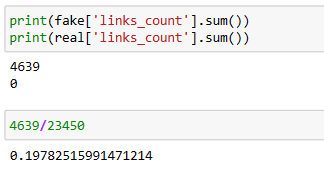 print(fake['links_count'].sum())
print(real['links_count'].sum())
4639
0
4639/23450
0.19782515991471214